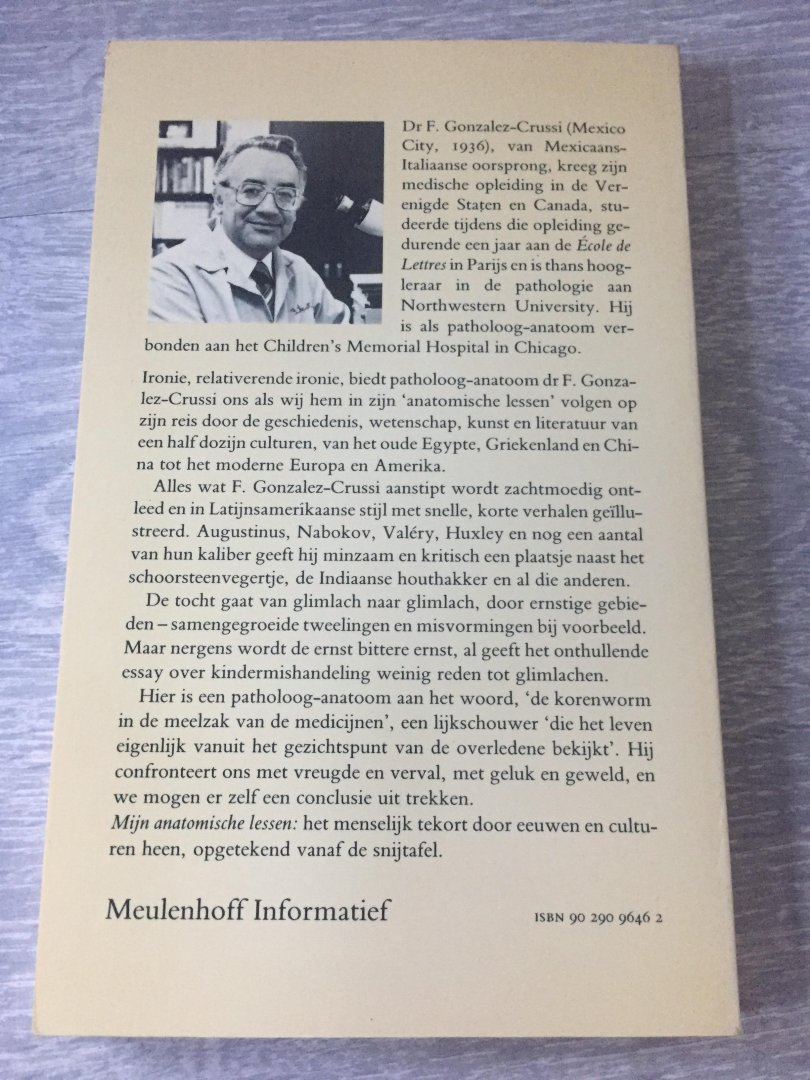 Dr F. Gonzalez-Crussi (Mexico
City, 1936), van Mexicaans-
Italiaanse oorsprong, kreeg zijn
medische opleiding in de Ver-
enigde Staten en Canada, stu-
deerde tijdens die opleiding ge-
durende een jaar aan de École de
Lettres in Parijs en is thans hoog-
leraar in de pathologie aan
Northwestern University. Hij
is als patholoog-anatoom ver-
bonden aan het Children's Memorial Hospital in Chicago.
Ironie, relativerende ironie, biedt patholoog-anatoom dr F. Gonza-
lez-Crussi ons als wij hem in zijn 'anatomische lessen' volgen op
zijn reis door de geschiedenis, wetenschap, kunst en literatuur van
een half dozijn culturen, van het oude Egypte, Griekenland en Chi-
na tot het moderne Europa en Amerika.
Alles wat F. Gonzalez-Crussi aanstipt wordt zachtmoedig ont-
leed en in Latijnsamerikaanse stijl met snelle, korte verhalen geïllu-
streerd. Augustinus, Nabokov, Valéry, Huxley en nog een aantal
van hun kaliber geeft hij minzaam en kritisch een plaatsje naast het
schoorsteenvegertje, de Indiaanse houthakker en al die anderen.
De tocht gaat van glimlach naar glimlach, door ernstige gebie-
den – samengegroeide tweelingen en misvormingen bij voorbeeld.
Maar nergens wordt de ernst bittere ernst, al geeft het onthullende
essay over kindermishandeling weinig reden tot glimlachen.
Hier is een patholoog-anatoom aan het woord, 'de korenworm
in de meelzak van de medicijnen', een lijkschouwer 'die het leven
eigenlijk vanuit het gezichtspunt van de overledene bekijkt'. Hij
confronteert ons met vreugde en verval, met geluk en geweld, en
we mogen er zelf een conclusie uit trekken.
Mijn anatomische lessen: het menselijk tekort door eeuwen en cultu-
ren heen, opgetekend vanaf de snijtafel.
Meulenhoff Informatief
ISBN 90 290 9646 2